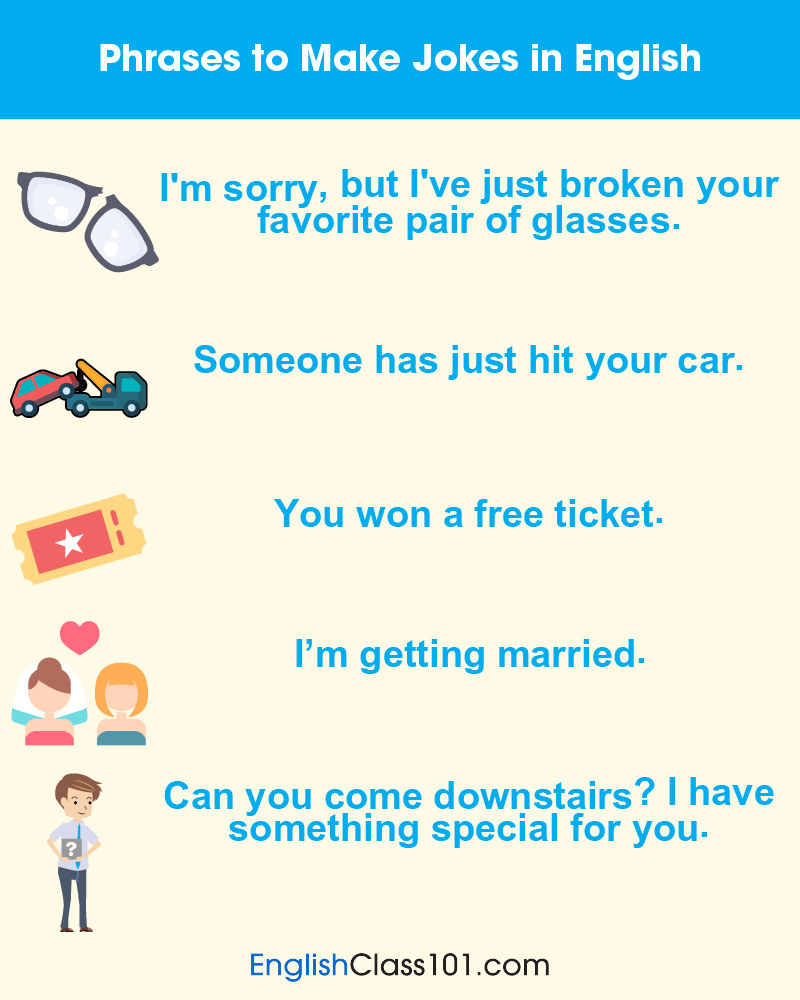 Phrases to Make Jokes in English
I'm sorry, but I've just broken your
favorite pair of glasses.
Someone has just hit your car.
You won a free ticket.
I’m getting married.
Can you come downstairs? I have
something special for you.
?
EnglishClass101.com